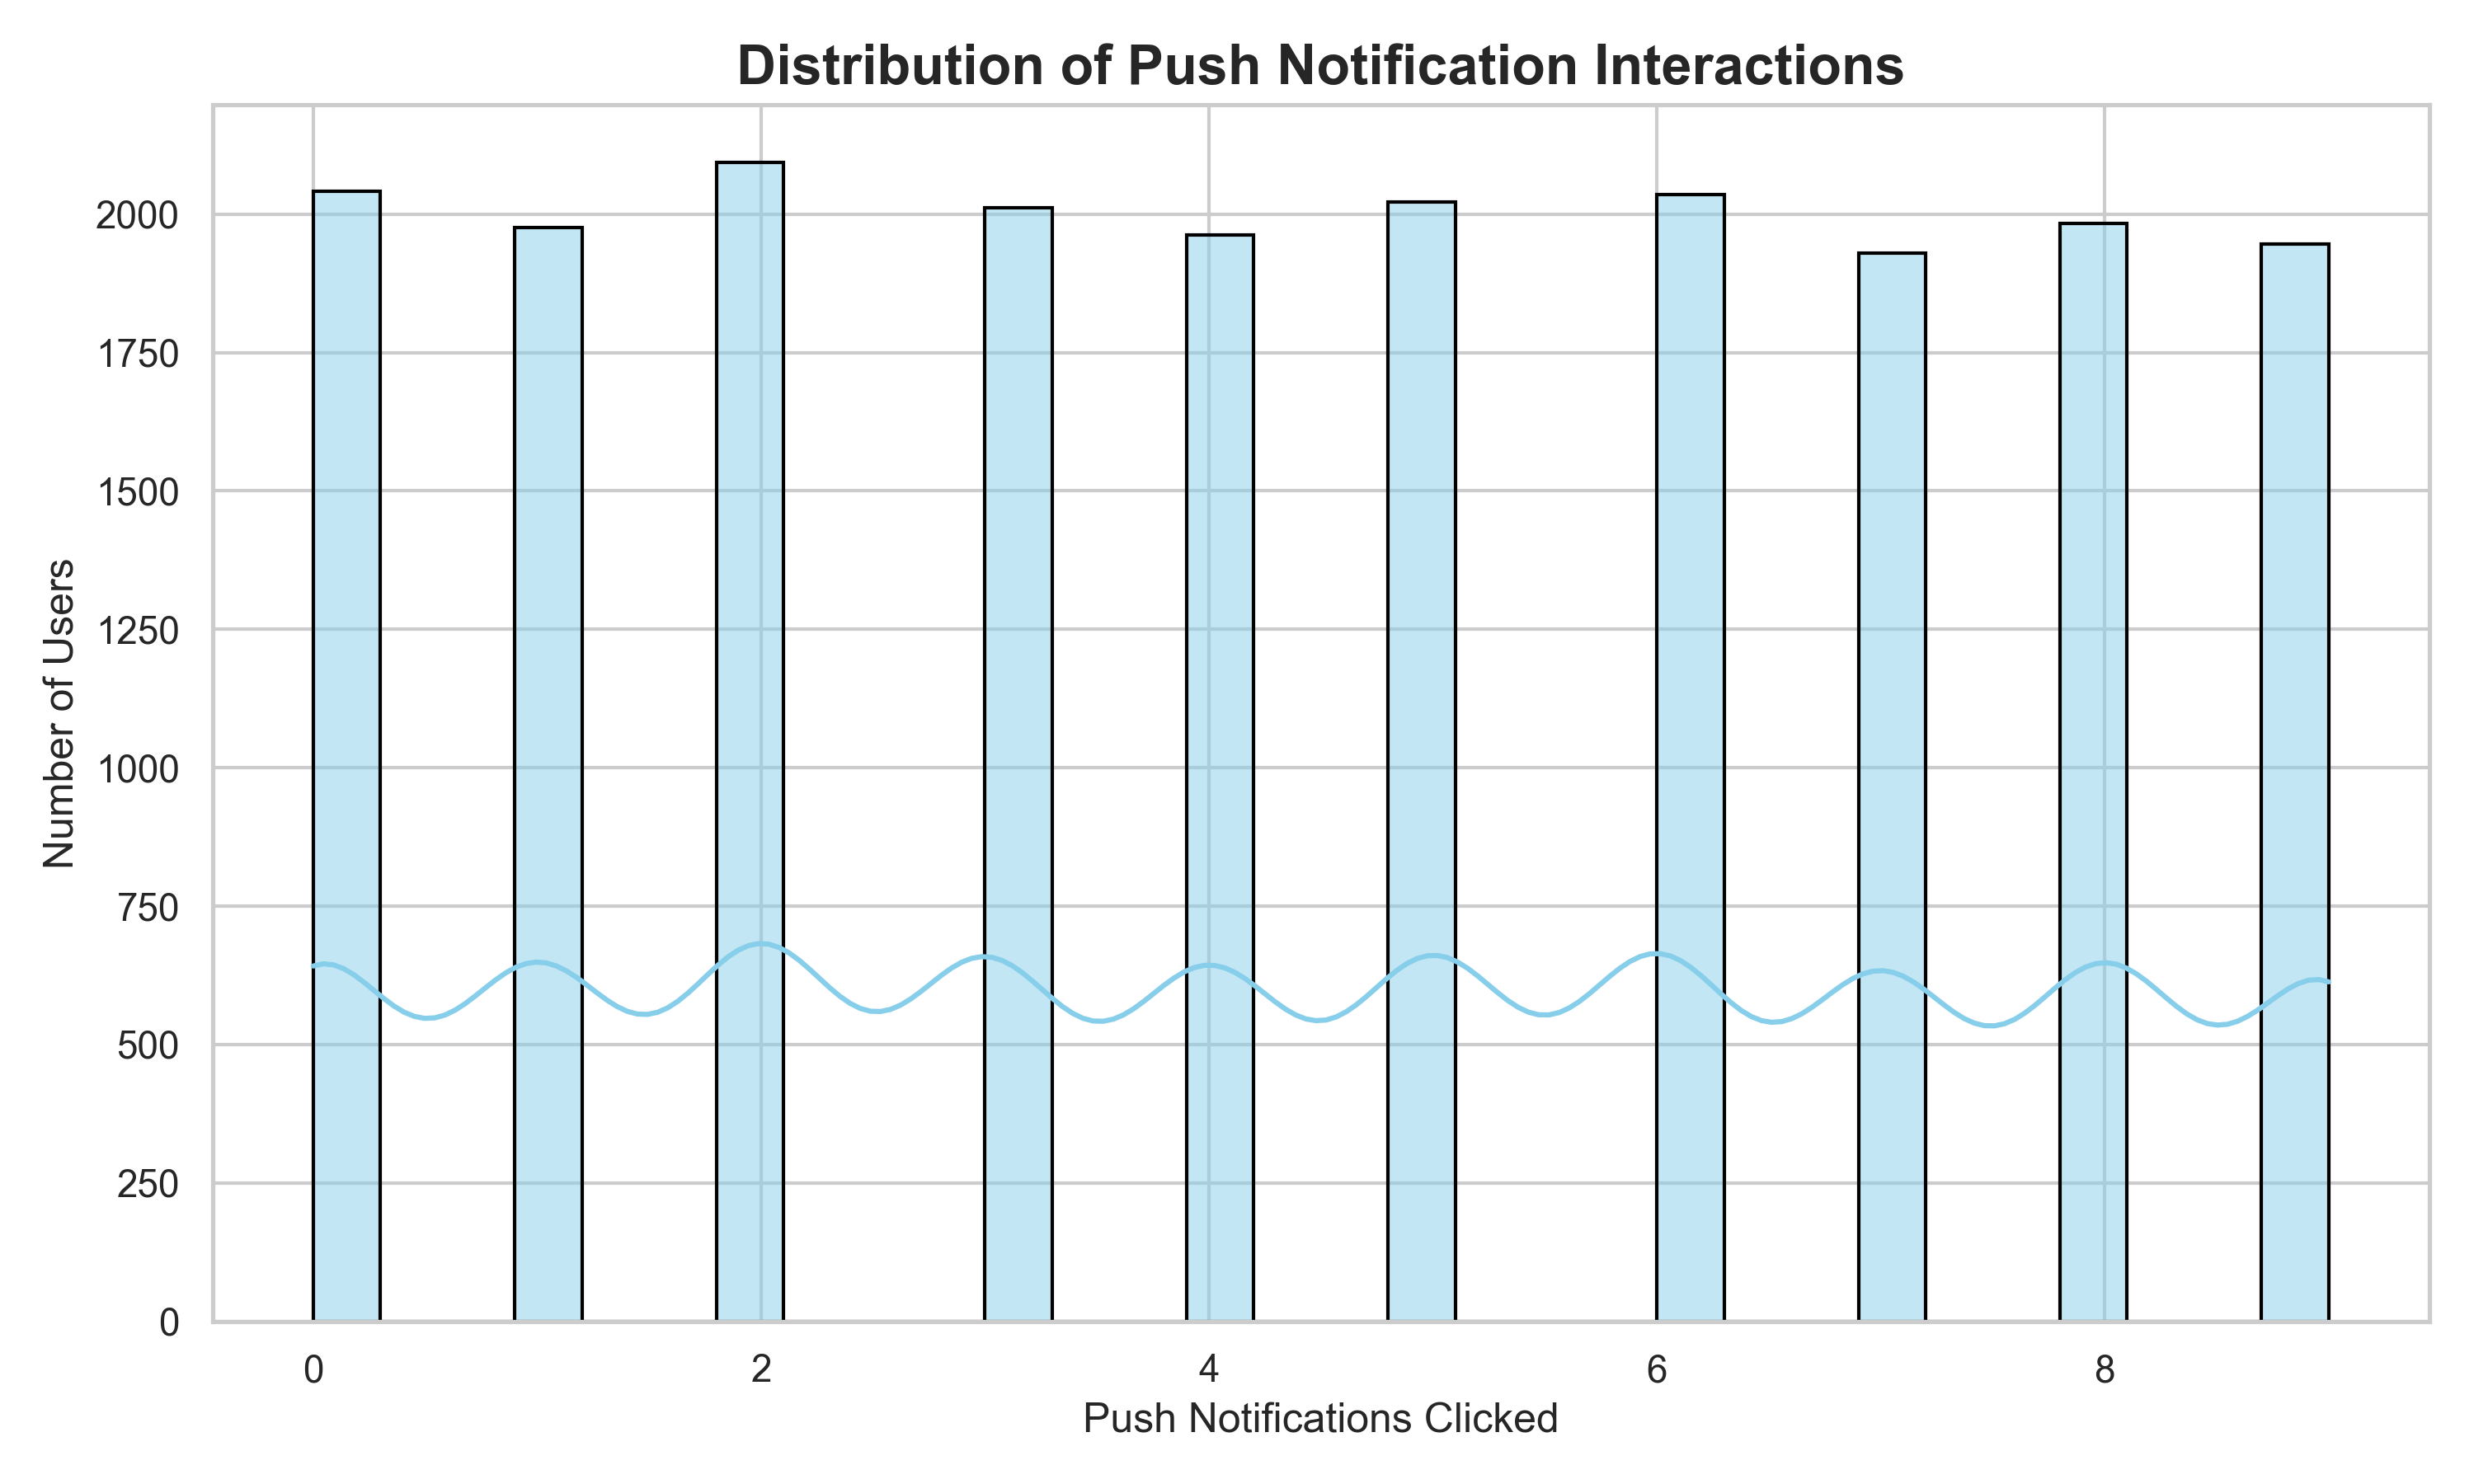 Distribution of Push Notification Interactions
Number of Users
2000
1750
1500
1250
1000
750
500
250
0
0 2 4 6 8
Push Notifications Clicked